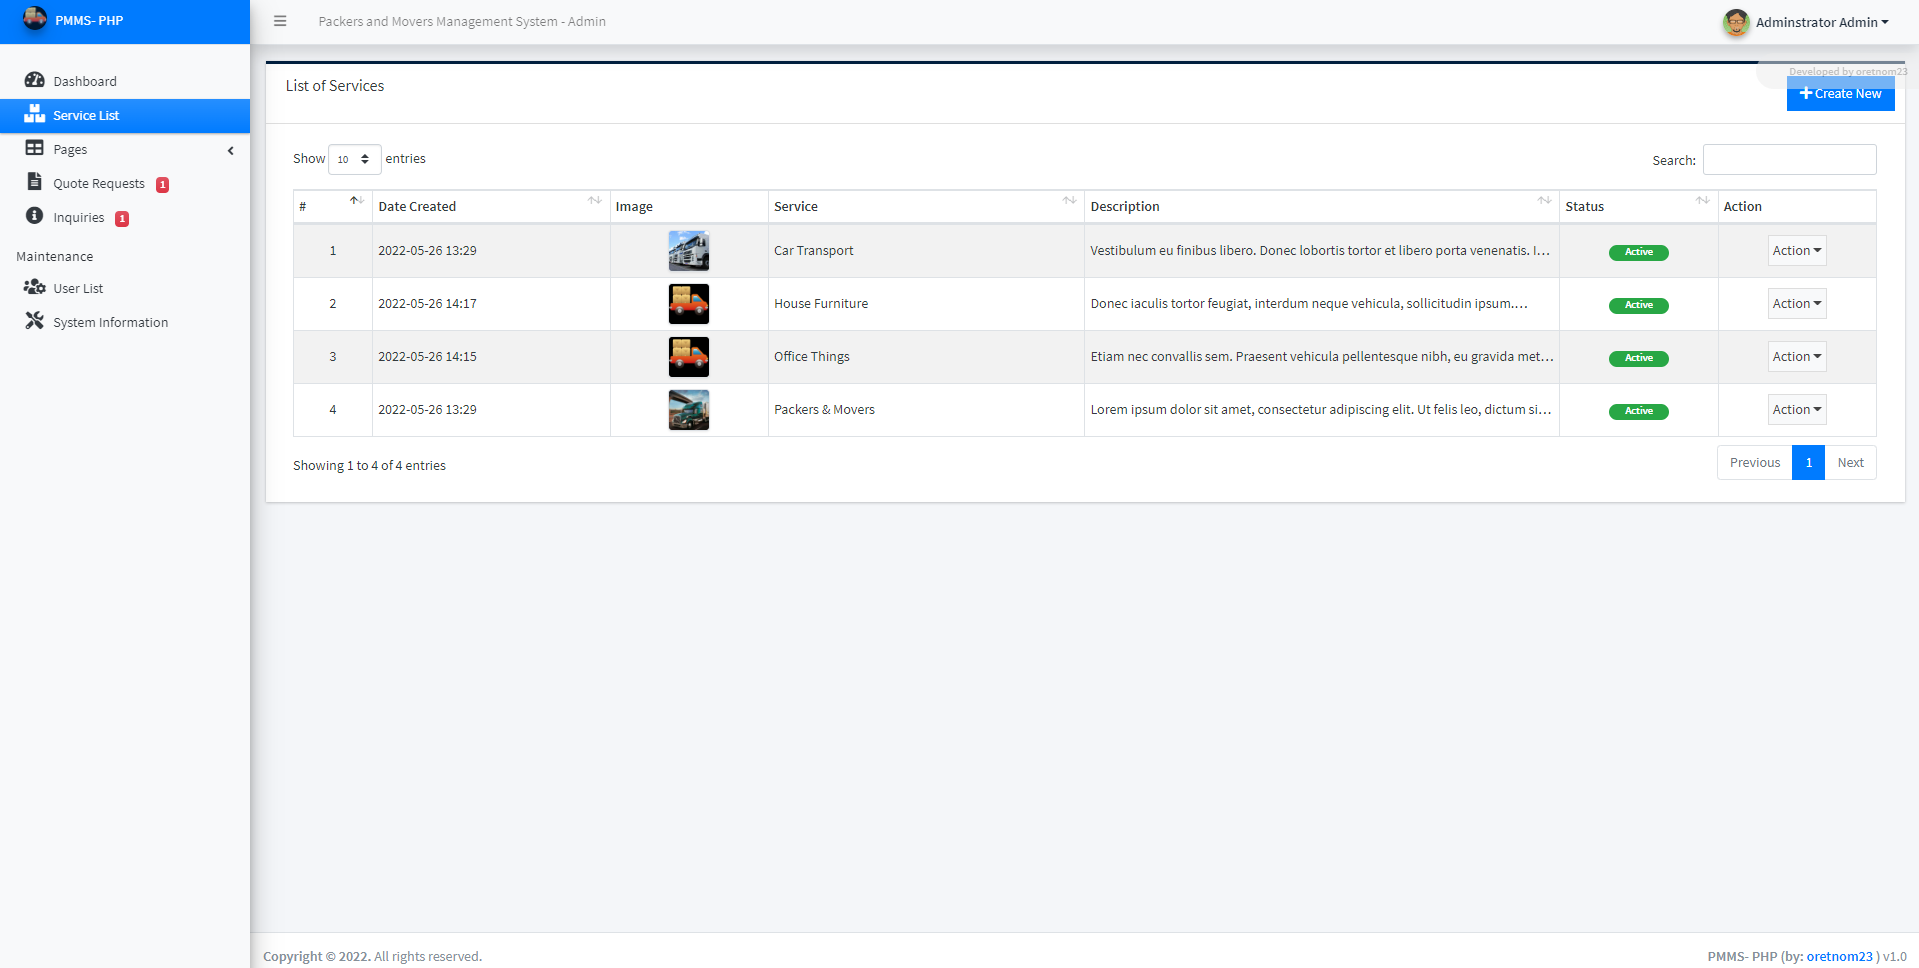 PMMS- PHP
Packers and Movers Management System - Admin
Adminstrator Admin
Dashboard
Service List
Pages
Quote Requests 1
Inquiries 1
Maintenance
User List
System Information
Developed by oretnom23
List of Services
Create New
Show 10 entries
Search:
# Date Created Image Service Description Status Action
1 2022-05-26 13:29 Car Transport Vestibulum eu finibus libero. Donec lobortis tortor et libero porta venenatis. I... Active Action
2 2022-05-26 14:17 House Furniture Donec iaculis tortor feugiat, interdum neque vehicula, sollicitudin ipsum.... Active Action
3 2022-05-26 14:15 Office Things Etiam nec convallis sem. Praesent vehicula pellentesque nibh, eu gravida met... Active Action
4 2022-05-26 13:29 Packers & Movers Lorem ipsum dolor sit amet, consectetur adipiscing elit. Ut felis leo, dictum si... Active Action
Showing 1 to 4 of 4 entries
Previous 1 Next
Copyright © 2022. All rights reserved.
PMMS- PHP (by: oretnom23 ) v1.0